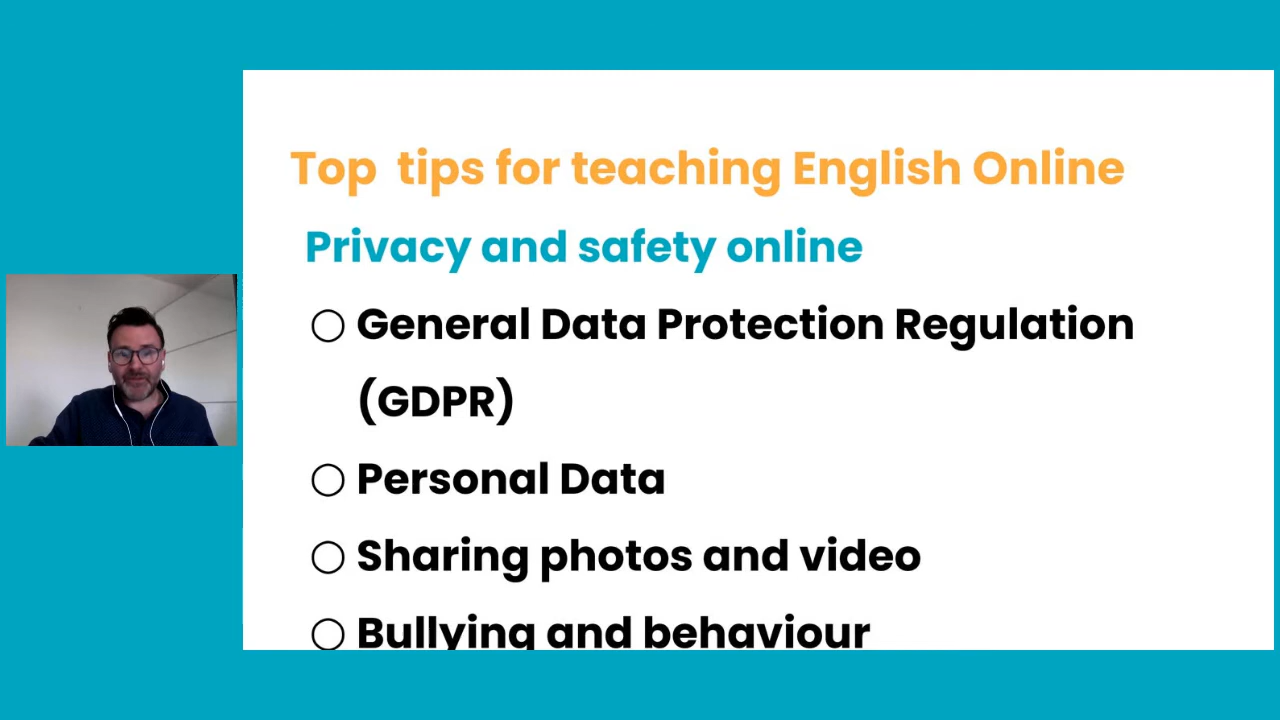 Top tips for teaching English Online
Privacy and safety online
General Data Protection Regulation
(GDPR)
Personal Data
Sharing photos and video
Bullying and behaviour